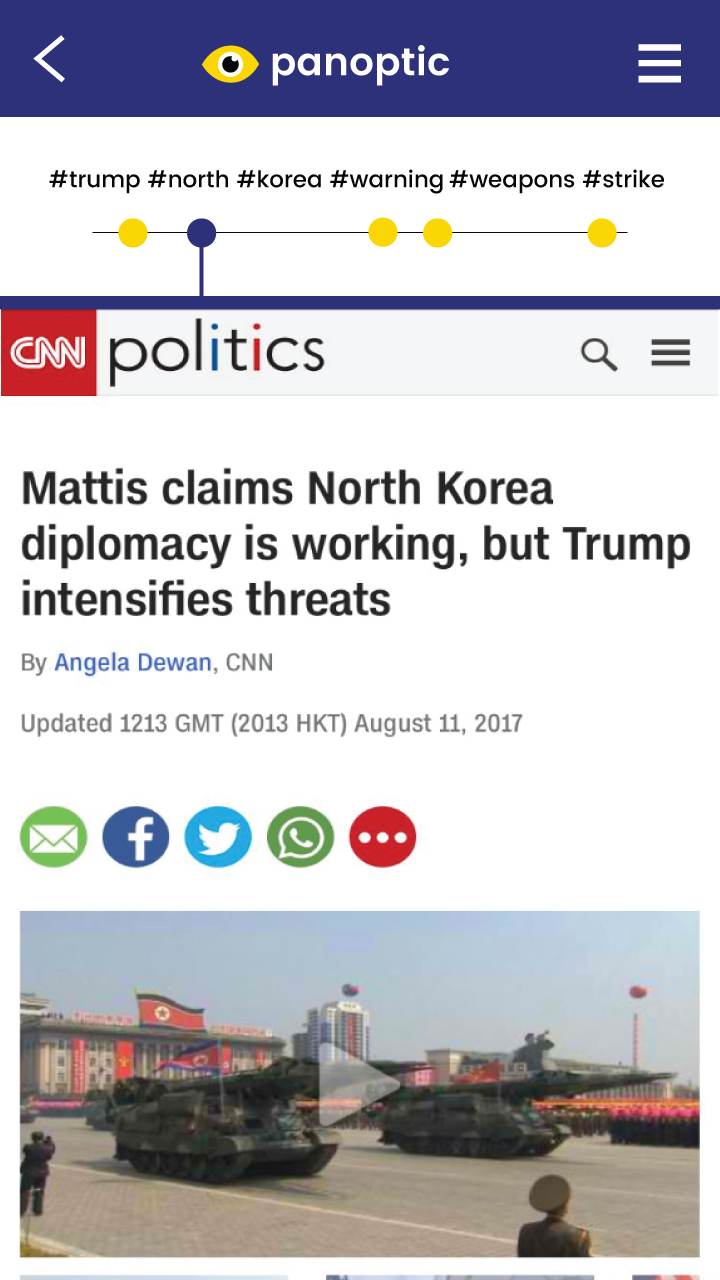 panoptic
#trump #north #korea #warning #weapons #strike
CNN politics
Mattis claims North Korea
diplomacy is working, but Trump
intensifies threats
By Angela Dewan, CNN
Updated 1213 GMT (2013 HKT) August 11, 2017